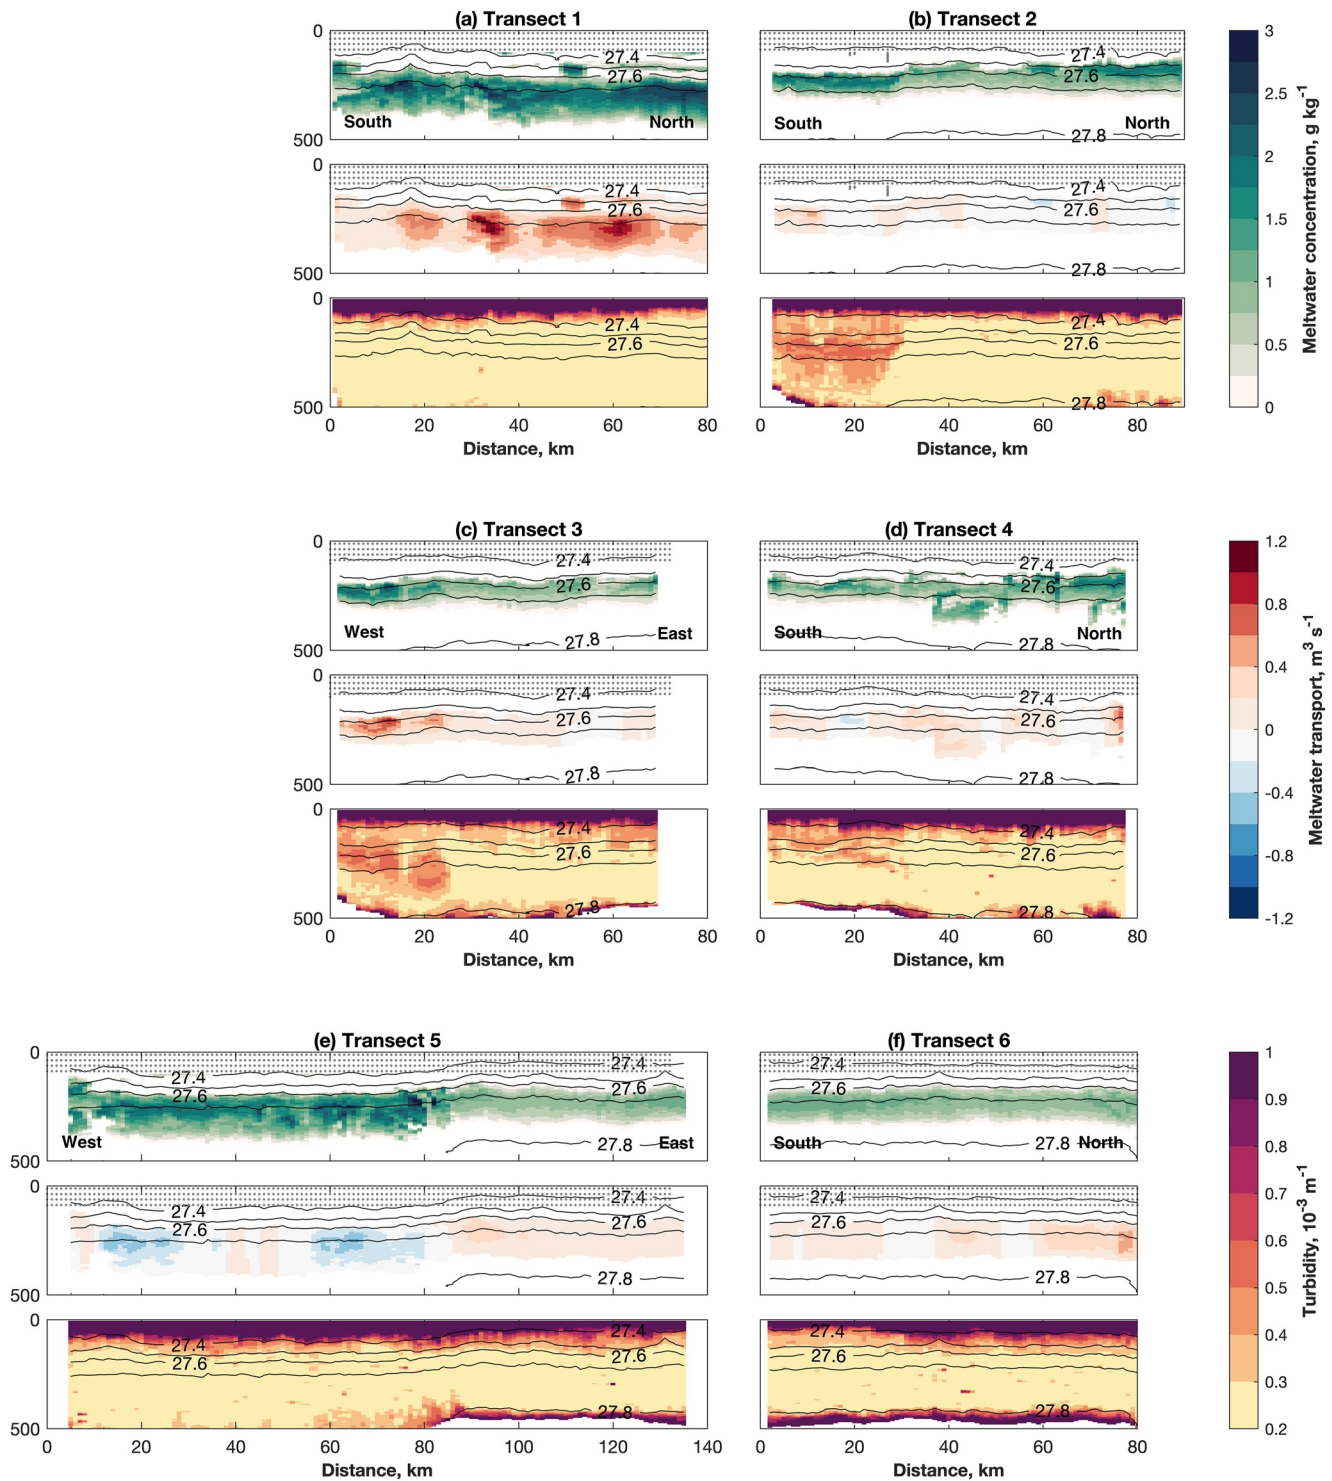 (a) Transect 1
(b) Transect 2
0
27.4
27.6
South
North
500
27.4
27.6
South
North
27.8
0
27.4
27.6
500
27.4
27.6
27.8
0
27.4
27.6
500
0 20 40 60 80
Distance, km
27.4
27.6
27.8
0 20 40 60 80
Distance, km
3
2.5
2
1.5
1
0.5
0
Meltwater concentration, g kg-1
(c) Transect 3
(d) Transect 4
0
27.4
27.6
West
East
27.8
500
27.4
27.6
South
North
27.8
0
27.4
27.6
27.8
500
27.4
27.6
27.8
0
27.4
27.6
27.8
500
0 20 40 60 80
Distance, km
27.4
27.6
27.8
0 20 40 60 80
Distance, km
1.2
0.8
0.4
0
-0.4
-0.8
-1.2
Meltwater transport, m3 s-1
(e) Transect 5
(f) Transect 6
0
27.4
27.4
27.6
27.6
West
27.8
East
500
27.4
27.6
South
27.8
North
0
27.4
27.4
27.6
27.6
27.8
500
27.4
27.6
27.8
0
27.4
27.4
27.6
27.6
27.8
500
0 20 40 60 80 100 120 140
Distance, km
27.4
27.6
27.8
0 20 40 60 80
Distance, km
1
0.9
0.8
0.7
0.6
0.5
0.4
0.3
0.2
Turbidity, 10-3 m-1